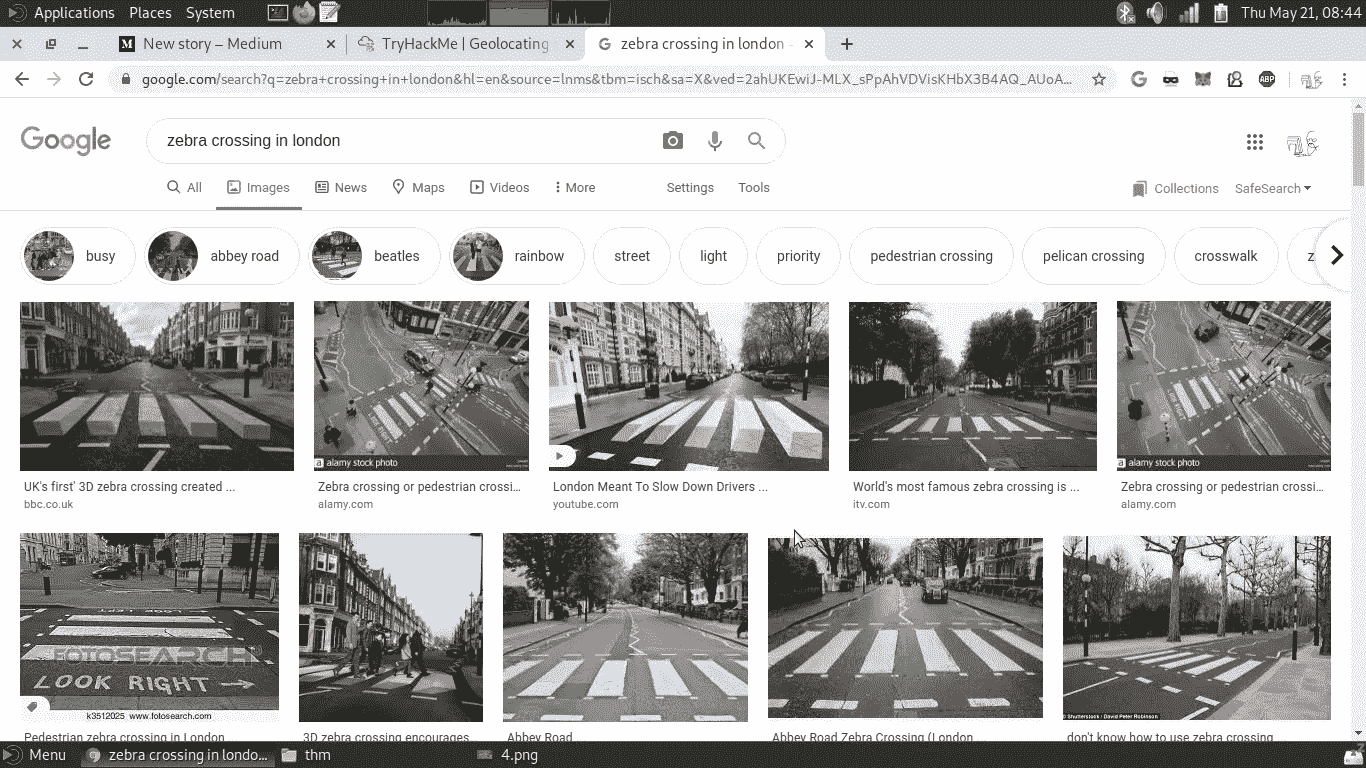 Applications Places System Thu May 21, 08:44
New story – Medium TryHackMe | Geolocating zebra crossing in london -
google.com/search?q=zebra+crossing+in+london&hl=en&source=lnms&tbm=isch&sa=X&ved=2ahUKEwiJ-MLX_sPpAhVDVisKHbX3B4AQ_AUoA...
Google zebra crossing in london
All Images News Maps Videos More Settings Tools Collections SafeSearch
busy abbey road beatles rainbow street light priority pedestrian crossing pelican crossing crosswalk z
a alamy stock photo a alamy stock photo
UK's first' 3D zebra crossing created ... Zebra crossing or pedestrian crossi... London Meant To Slow Down Drivers ... World's most famous zebra crossing is ... Zebra crossing or pedestrian crossi...
bbc.co.uk alamy.com youtube.com itv.com alamy.com
LOOK LEFT
FOTOSEARCH
LOOK RIGHT
k3512025 www.fotosearch.com © Shutterstock / David Peter Robinson
Pedestrian zebra crossing in London ... 3D zebra crossing encourages Abbey Road Abbey Road Zebra Crossing (London ... don't know how to use zebra crossing ...
Menu zebra crossing in londo... thm 4.png